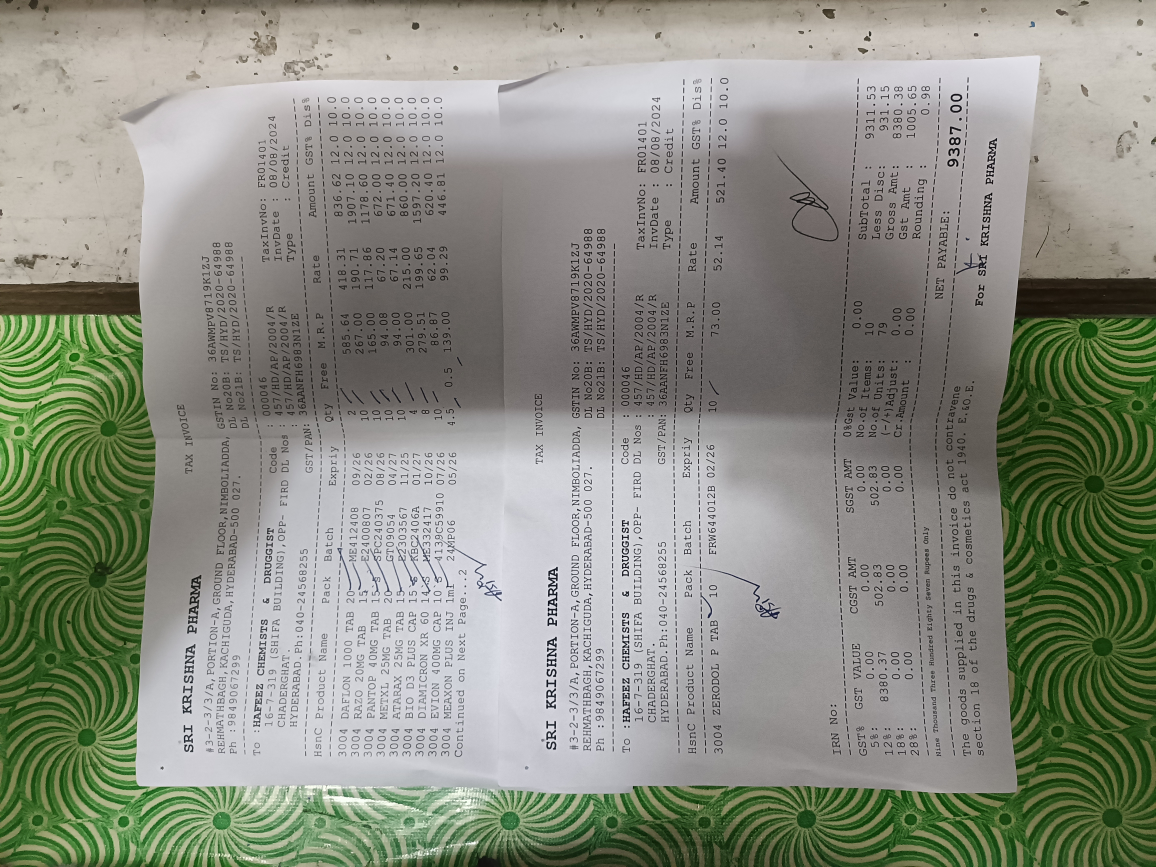 TAX INVOICE
SRI KRISHNA PHARMA
#3-2-3/3/A,PORTION-A,GROUND FLOOR,NIMBOLIADDA, GSTIN No: 36AWMPV8719K1ZJ
REHMATHBAGH,KACHIGUDA,HYDERABAD-500 027. DL No20B: TS/HYD/2020-64988
Ph :9849067299 DL No21B: TS/HYD/2020-64988
To :HAFEEZ CHEMISTS & DRUGGIST Code : 000046 TaxInvNo: FR01401
16-7-319 (SHIFA BUILDING),OPP- FIRD DL Nos : 457/HD/AP/2004/R InvDate : 08/08/2024
CHADERGHAT. : 457/HD/AP/2004/R Type : Credit
HYDERABAD.Ph:040-24568255 GST/PAN: 36AANFH6983N1ZE
HsnC Product Name Pack Batch Expriy Qty Free M.R.P Rate Amount GST% Dis%
3004 DAFLON 1000 TAB 20 ME412408 09/26 2 585.64 418.31 836.62 12.0 10.0
3004 RAZO 20MG TAB 15 E2400807 02/26 10 267.00 190.71 1907.10 12.0 10.0
3004 PANTOP 40MG TAB 15 SPC240375 08/26 10 165.00 117.86 1178.60 12.0 10.0
3004 METXL 25MG TAB 20 GTO9054 04/27 10 94.08 67.20 672.00 12.0 10.0
3004 ATARAX 25MG TAB 15 E2303567 11/25 10 94.00 67.14 671.40 12.0 10.0
3004 BIO D3 PLUS CAP 15 KBC2406A 01/27 4 301.00 215.00 860.00 12.0 10.0
3004 DIAMICRON XR 60 14 ME332417 10/26 8 279.51 199.65 1597.20 12.0 10.0
3004 EVION 400MG CAP 10 4139C59910 07/26 10 86.87 62.04 620.40 12.0 10.0
3004 MEAXON PLUS INJ 1ml 24MP06 05/26 4.5 0.5 139.00 99.29 446.81 12.0 10.0
Continued on Next Page...2
TAX INVOICE
SRI KRISHNA PHARMA
#3-2-3/3/A,PORTION-A,GROUND FLOOR,NIMBOLIADDA, GSTIN No: 36AWMPV8719K1ZJ
REHMATHBAGH,KACHIGUDA,HYDERABAD-500 027. DL No20B: TS/HYD/2020-64988
Ph :9849067299 DL No21B: TS/HYD/2020-64988
To :HAFEEZ CHEMISTS & DRUGGIST Code : 000046 TaxInvNo: FR01401
16-7-319 (SHIFA BUILDING),OPP- FIRD DL Nos : 457/HD/AP/2004/R InvDate : 08/08/2024
CHADERGHAT. : 457/HD/AP/2004/R Type : Credit
HYDERABAD.Ph:040-24568255 GST/PAN: 36AANFH6983N1ZE
HsnC Product Name Pack Batch Expriy Qty Free M.R.P Rate Amount GST% Dis%
3004 ZERODOL P TAB 10 FRW644012B 02/26 10 73.00 52.14 521.40 12.0 10.0
IRN No:
GST% GST VALUE CGST AMT SGST AMT 0%Gst Value: 0.00 SubTotal : 9311.53
5%: 0.00 0.00 0.00 No.of Items: 10 Less Disc: 931.15
12%: 8380.37 502.83 502.83 No.of Units: 79 Gross Amt: 8380.38
18%: 0.00 0.00 0.00 (-/+)Adjust: 0.00 Gst Amt : 1005.65
28%: 0.00 0.00 0.00 Cr.Amount : 0.00 Rounding : 0.98
Nine Thousand Three Hundred Eighty Seven Rupees Only NET PAYABLE: 9387.00
The goods supplied in this invoice do not contravene
section 18 of the drugs & cosmetics act 1940. E.&O.E.
For SRI KRISHNA PHARMA